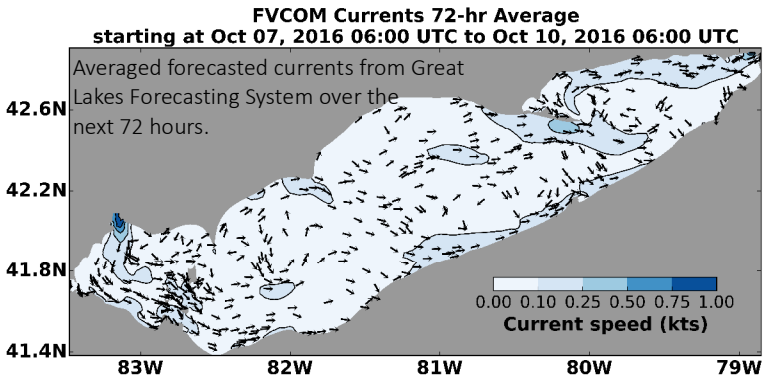 FVCOM Currents 72-hr Average
starting at Oct 07, 2016 06:00 UTC to Oct 10, 2016 06:00 UTC
Averaged forecasted currents from Great
Lakes Forecasting System over the
next 72 hours.
42.6N
42.2N
41.8N
41.4N
0.00 0.10 0.25 0.50 0.75 1.00
Current speed (kts)
83W 82W 81W 80W 79W